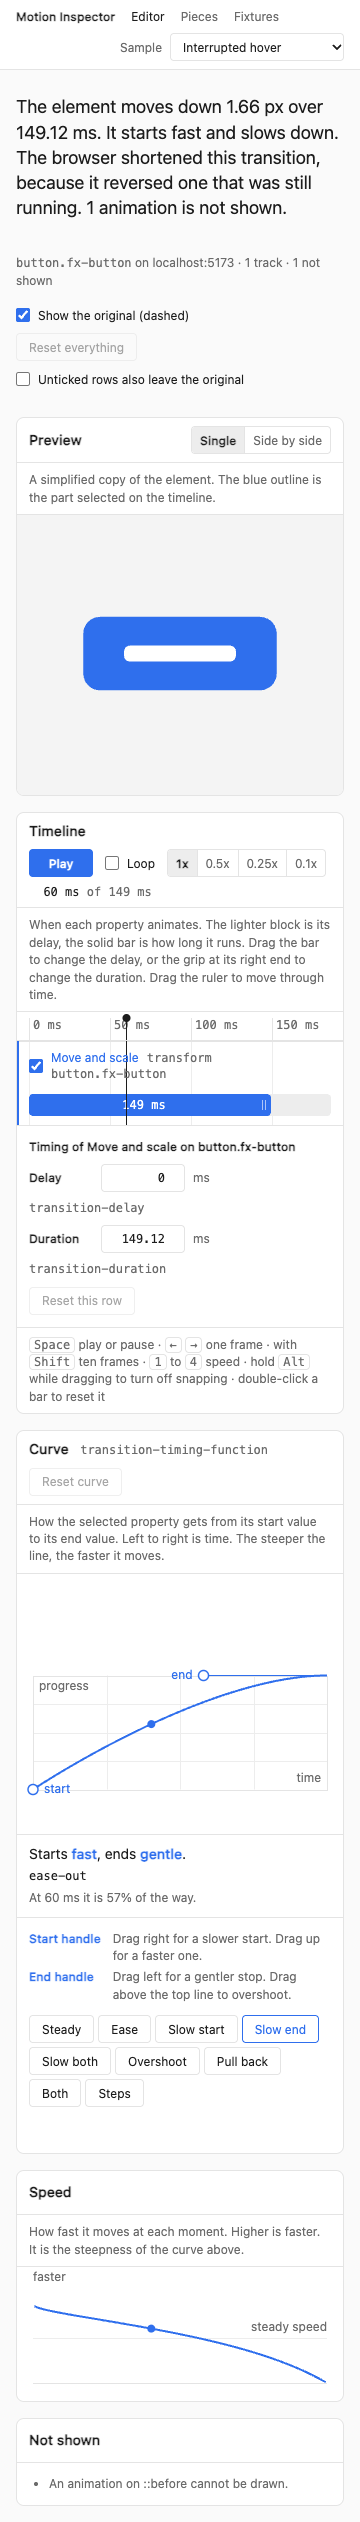 Motion Inspector Editor Pieces Fixtures
Sample Interrupted hover
The element moves down 1.66 px over
149.12 ms. It starts fast and slows down.
The browser shortened this transition,
because it reversed one that was still
running. 1 animation is not shown.
button.fx-button on localhost:5173 · 1 track · 1 not
shown
Show the original (dashed)
Reset everything
Unticked rows also leave the original
Preview Single Side by side
A simplified copy of the element. The blue outline is
the part selected on the timeline.
Timeline
Play Loop 1x 0.5x 0.25x 0.1x
60 ms of 149 ms
When each property animates. The lighter block is its
delay, the solid bar is how long it runs. Drag the bar
to change the delay, or the grip at its right end to
change the duration. Drag the ruler to move through
time.
0 ms 50 ms 100 ms 150 ms
Move and scale transform
button.fx-button
149 ms
Timing of Move and scale on button.fx-button
Delay 0 ms
transition-delay
Duration 149.12 ms
transition-duration
Reset this row
Space play or pause · ← → one frame · with
Shift ten frames · 1 to 4 speed · hold Alt
while dragging to turn off snapping · double-click a
bar to reset it
Curve transition-timing-function
Reset curve
How the selected property gets from its start value
to its end value. Left to right is time. The steeper the
line, the faster it moves.
end
progress
time
start
Starts fast, ends gentle.
ease-out
At 60 ms it is 57% of the way.
Start handle Drag right for a slower start. Drag up
for a faster one.
End handle Drag left for a gentler stop. Drag
above the top line to overshoot.
Steady Ease Slow start Slow end
Slow both Overshoot Pull back
Both Steps
Speed
How fast it moves at each moment. Higher is faster.
It is the steepness of the curve above.
faster
steady speed
Not shown
• An animation on ::before cannot be drawn.